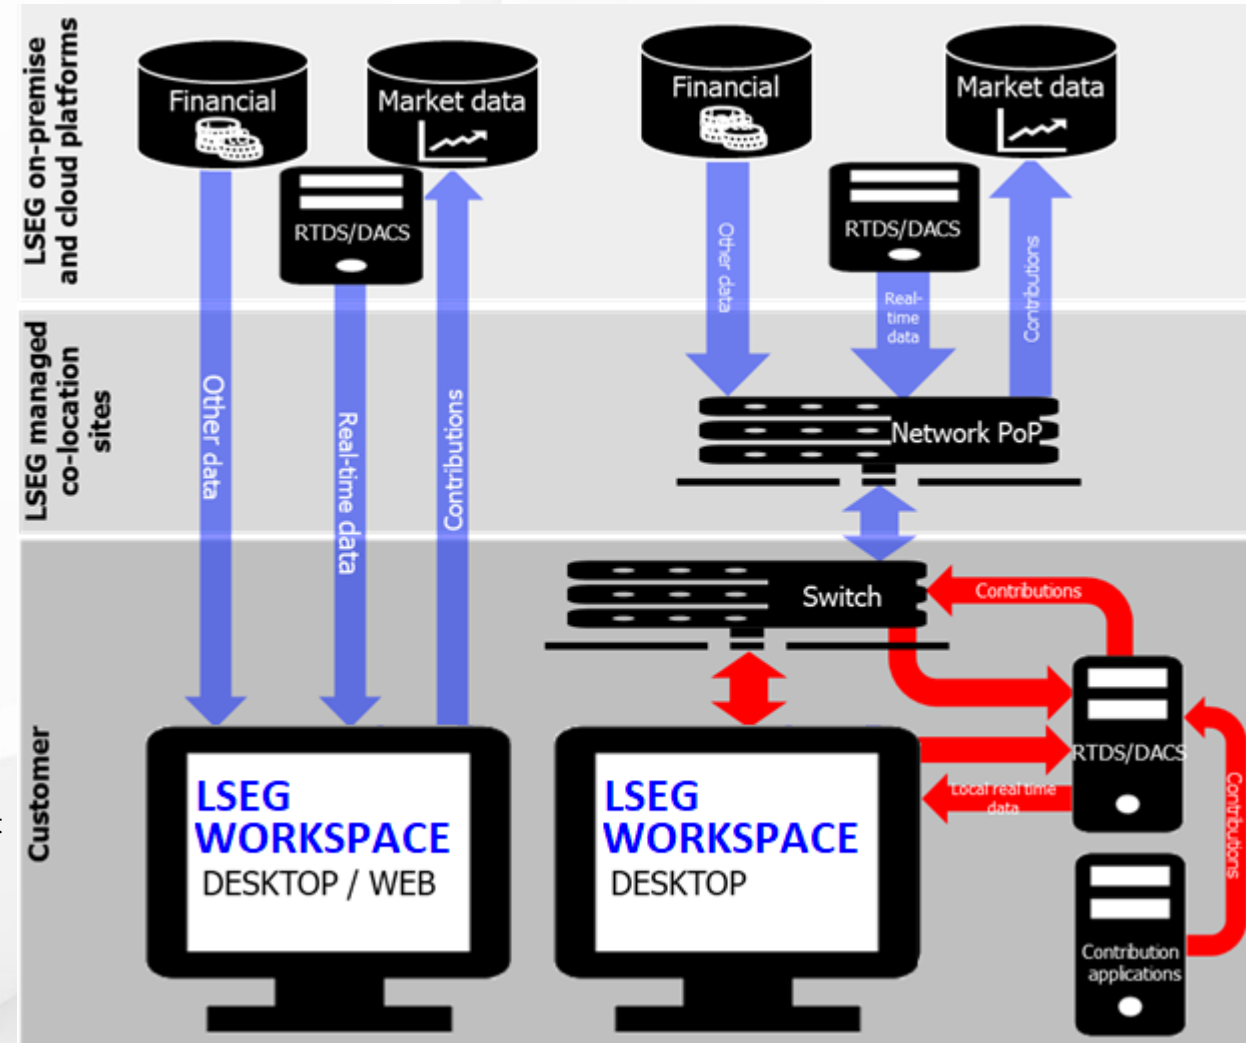 LSEG on-premise
and cloud platforms
Financial
Market data
RTDS/DACS
Financial
Market data
RTDS/DACS
Other data
Real-
time
data
Contributions
LSEG managed
co-location
sites
Other data
Real-time data
Contributions
Network PoP
Customer
Switch
Contributions
RTDS/DACS
Local real time
data
Contributions
LSEG
WORKSPACE
DESKTOP / WEB
LSEG
WORKSPACE
DESKTOP
Contribution
applications